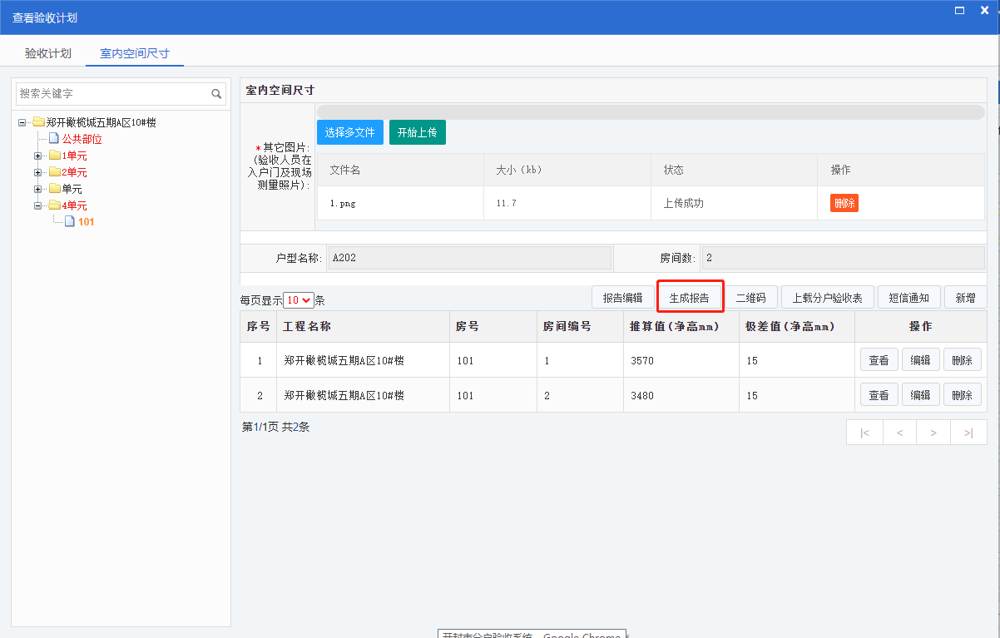 查看验收计划
验收计划 室内空间尺寸
搜索关键字
郑开橄榄城五期A区10#楼
公共部位
1单元
2单元
单元
4单元
101
室内空间尺寸
*其它图片:
(验收人员在
入户门及现场
测量照片):
选择多文件 开始上传
文件名 大小（kb） 状态 操作
1.png 11.7 上传成功 删除
户型名称: A202 房间数: 2
每页显示 10 条 报告编辑 生成报告 二维码 上载分户验收表 短信通知 新增
序号 工程名称 房号 房间编号 推算值(净高mm) 极差值(净高mm) 操作
1 郑开橄榄城五期A区10#楼 101 1 3570 15 查看 编辑 删除
2 郑开橄榄城五期A区10#楼 101 2 3480 15 查看 编辑 删除
第1/1页 共2条 |< < > >|
开封市分户验收系统 - Google Chrome